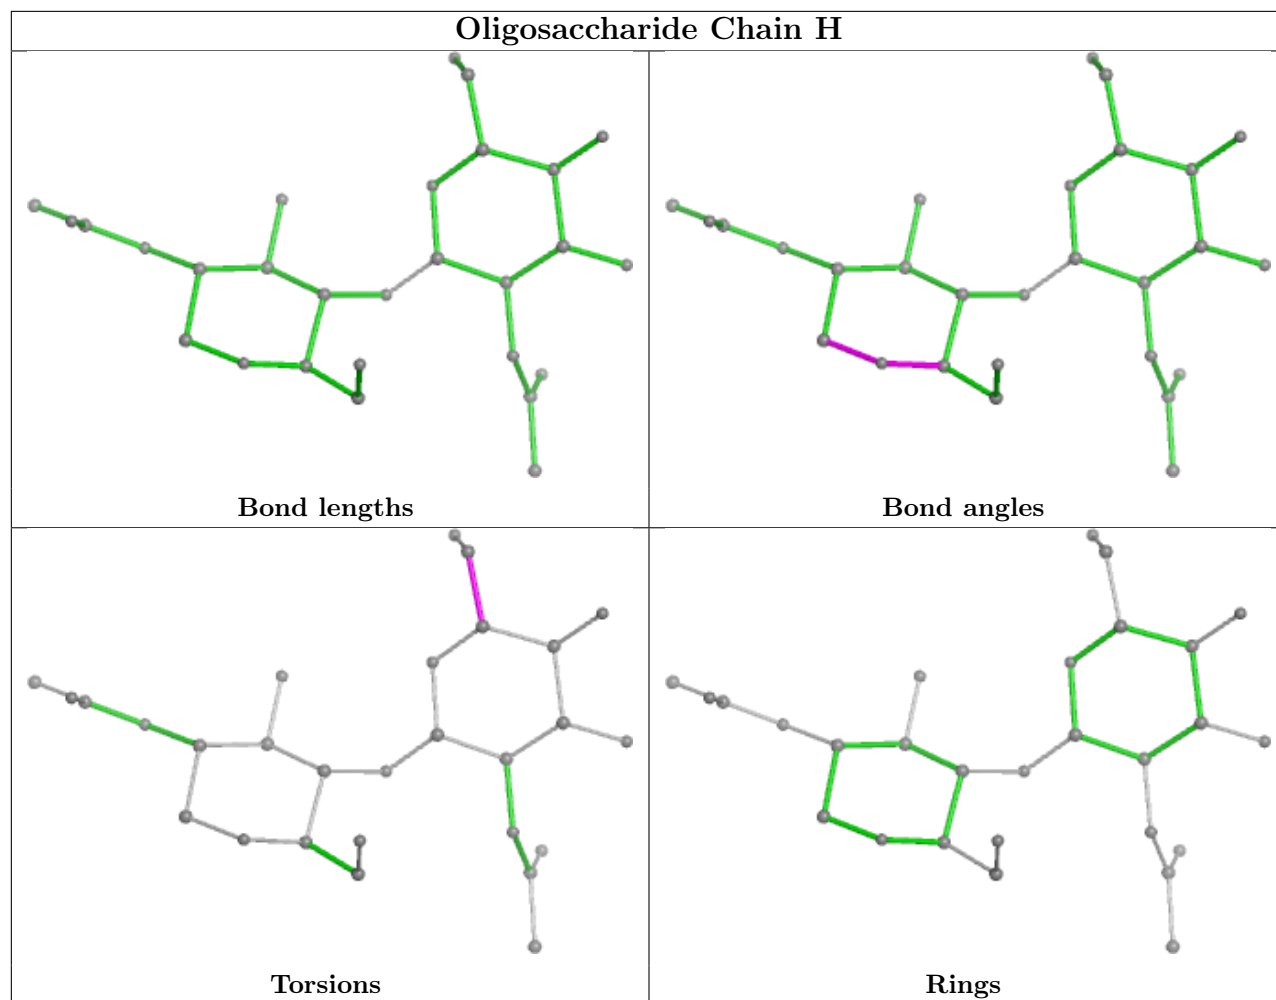 Oligosaccharide Chain H
Bond lengths
Bond angles
Torsions
Rings